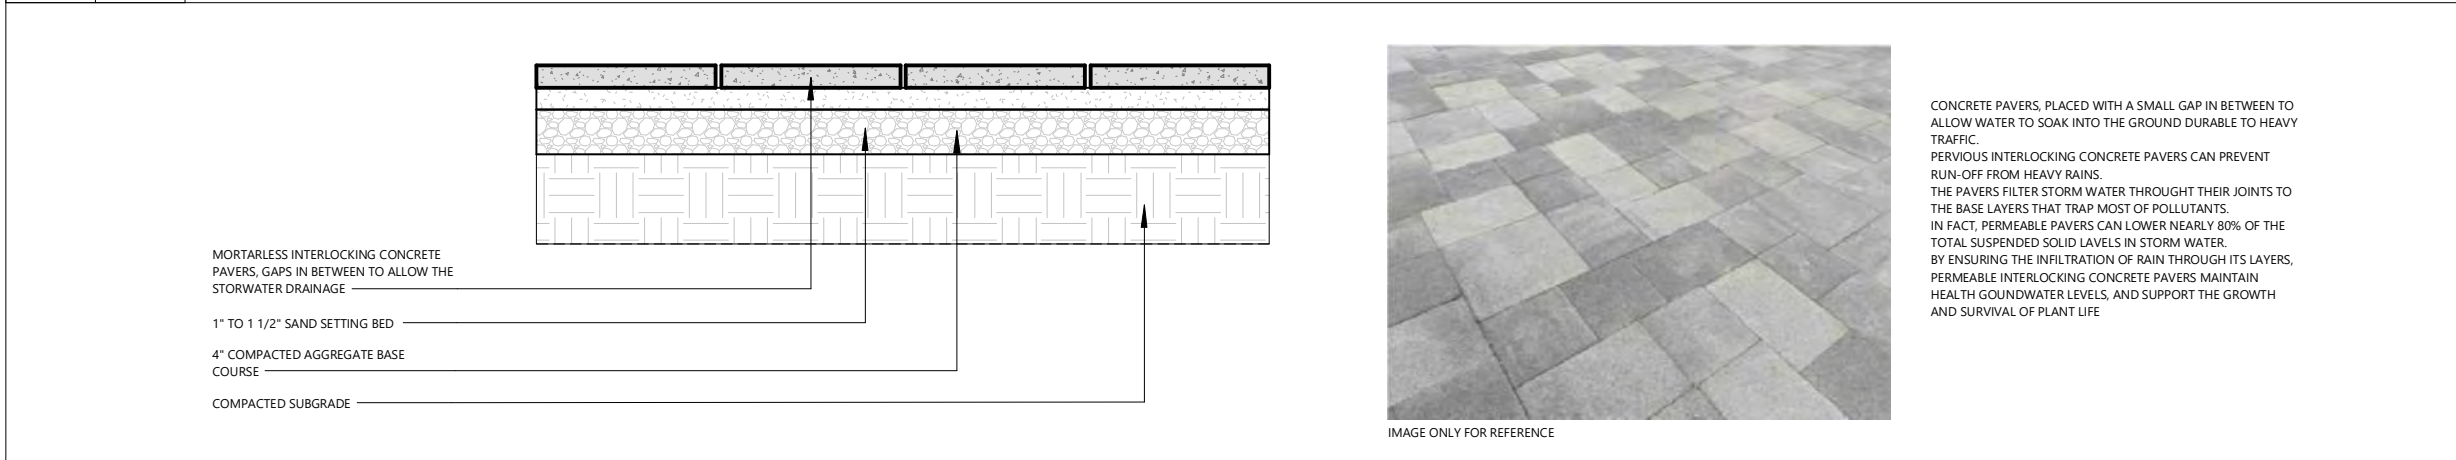 MORTARLESS INTERLOCKING CONCRETE
PAVERS, GAPS IN BETWEEN TO ALLOW THE
STORWATER DRAINAGE
1" TO 1 1/2" SAND SETTING BED
4" COMPACTED AGGREGATE BASE
COURSE
COMPACTED SUBGRADE
IMAGE ONLY FOR REFERENCE
CONCRETE PAVERS, PLACED WITH A SMALL GAP IN BETWEEN TO
ALLOW WATER TO SOAK INTO THE GROUND DURABLE TO HEAVY
TRAFFIC.
PERVIOUS INTERLOCKING CONCRETE PAVERS CAN PREVENT
RUN-OFF FROM HEAVY RAINS.
THE PAVERS FILTER STORM WATER THROUGHT THEIR JOINTS TO
THE BASE LAYERS THAT TRAP MOST OF POLLUTANTS.
IN FACT, PERMEABLE PAVERS CAN LOWER NEARLY 80% OF THE
TOTAL SUSPENDED SOLID LAVELS IN STORM WATER.
BY ENSURING THE INFILTRATION OF RAIN THROUGH ITS LAYERS,
PERMEABLE INTERLOCKING CONCRETE PAVERS MAINTAIN
HEALTH GOUNDWATER LEVELS, AND SUPPORT THE GROWTH
AND SURVIVAL OF PLANT LIFE